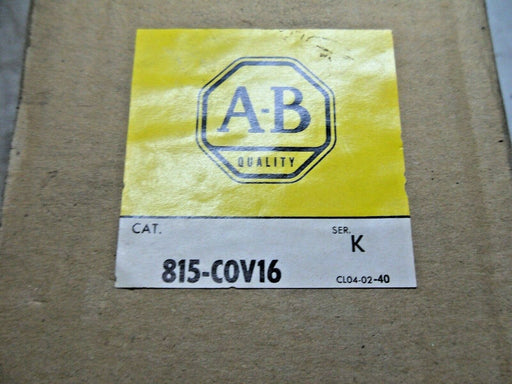 A-B
QUALITY
CAT.
SER.
K
815-COV16
CL04-02-40